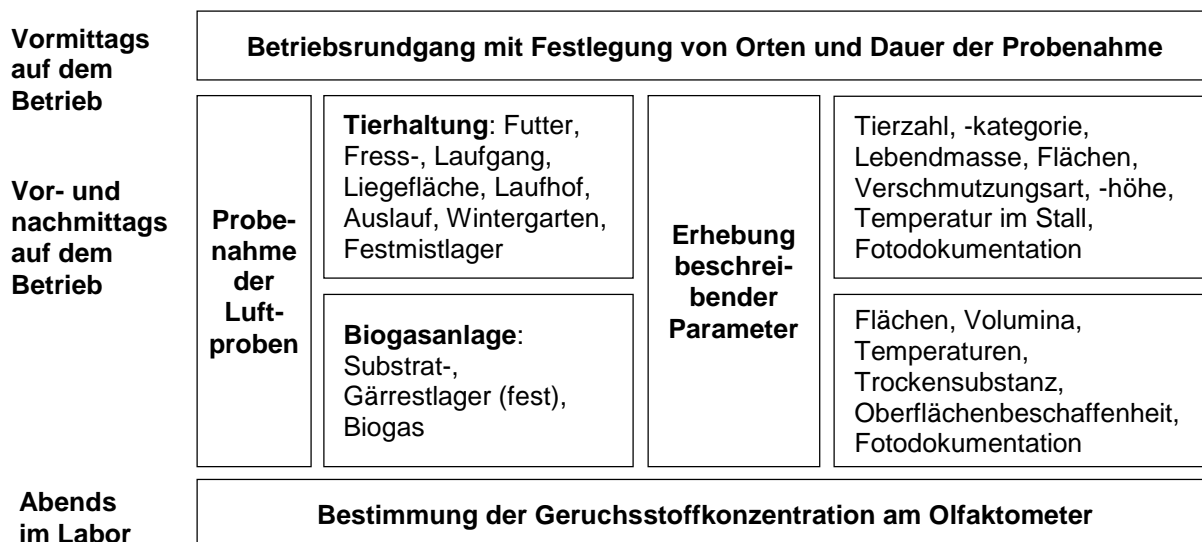 Vormittags
auf dem
Betrieb
Betriebsrundgang mit Festlegung von Orten und Dauer der Probenahme
Vor- und
nachmittags
auf dem
Betrieb
Probe-
nahme
der
Luft-
proben
Tierhaltung: Futter,
Fress-, Laufgang,
Liegefläche, Laufhof,
Auslauf, Wintergarten,
Festmistlager
Biogasanlage:
Substrat-,
Gärrestlager (fest),
Biogas
Erhebung
beschrei-
bender
Parameter
Tierzahl, -kategorie,
Lebendmasse, Flächen,
Verschmutzungsart, -höhe,
Temperatur im Stall,
Fotodokumentation
Flächen, Volumina,
Temperaturen,
Trockensubstanz,
Oberflächenbeschaffenheit,
Fotodokumentation
Abends
im Labor
Bestimmung der Geruchsstoffkonzentration am Olfaktometer